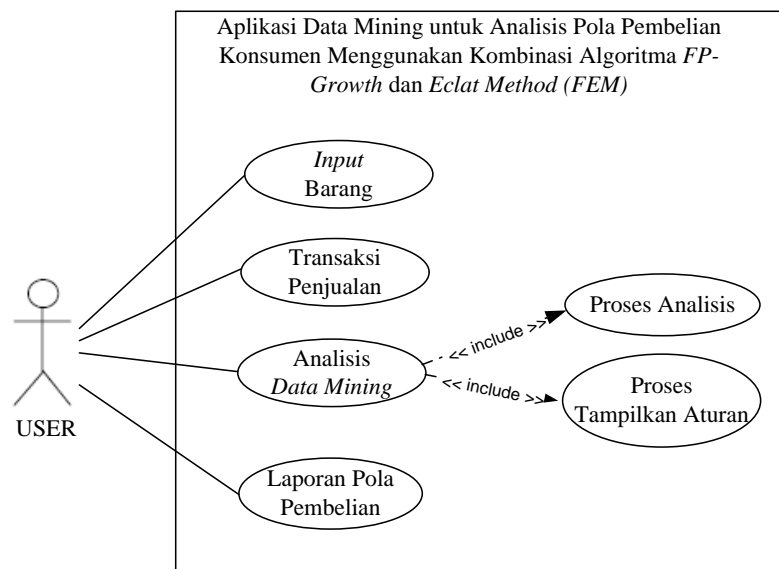 Aplikasi Data Mining untuk Analisis Pola Pembelian
Konsumen Menggunakan Kombinasi Algoritma FP-
Growth dan Eclat Method (FEM)
Input
Barang
Transaksi
Penjualan
Analisis
Data Mining
Laporan Pola
Pembelian
<< include >>
Proses Analisis
<< include >>
Proses
Tampilkan Aturan
USER